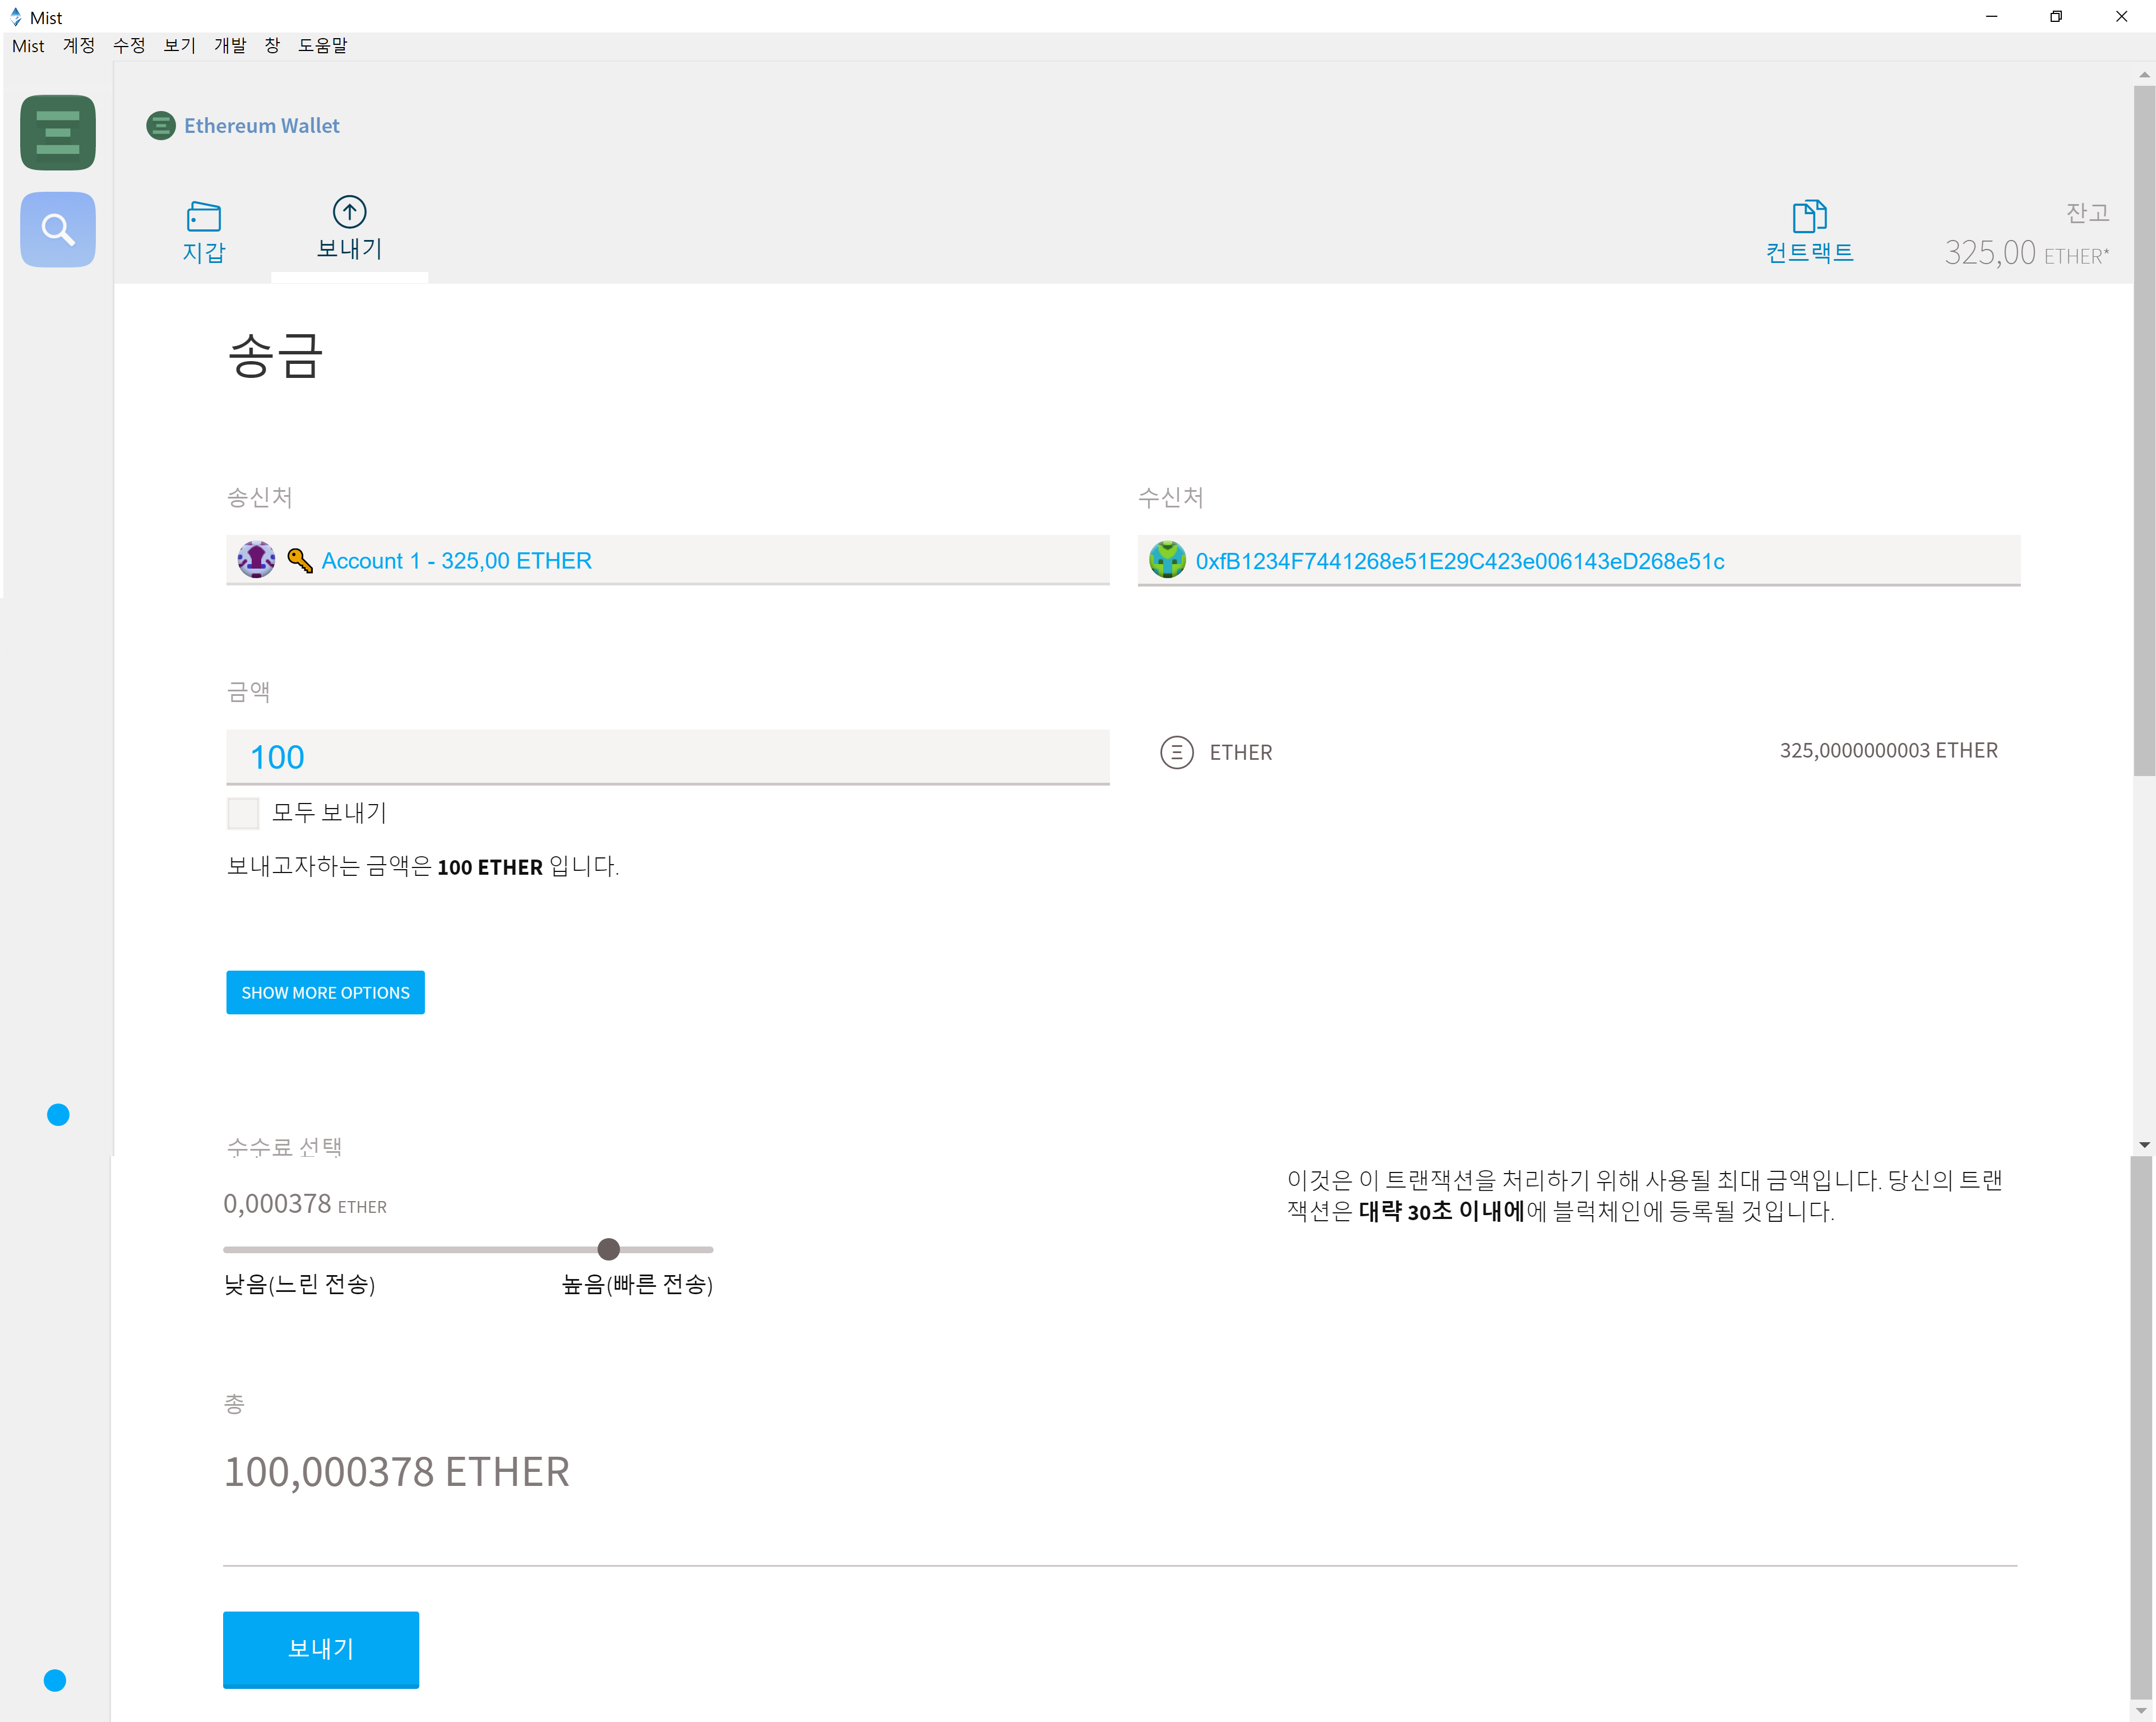 Mist
Mist 계정 수정 보기 개발 창 도움말
Ethereum Wallet
지갑
보내기
컨트랙트
잔고
325,00 ETHER*
송금
송신처
수신처
Account 1 - 325,00 ETHER
0xfB1234F7441268e51E29C423e006143eD268e51c
금액
100
ETHER
325,0000000003 ETHER
모두 보내기
보내고자하는 금액은 100 ETHER 입니다.
SHOW MORE OPTIONS
수수료 선택
0,000378 ETHER
낮음(느린 전송)
높음(빠른 전송)
이것은 이 트랜잭션을 처리하기 위해 사용될 최대 금액입니다. 당신의 트랜
잭션은 대략 30초 이내에에 블럭체인에 등록될 것입니다.
총
100,000378 ETHER
보내기